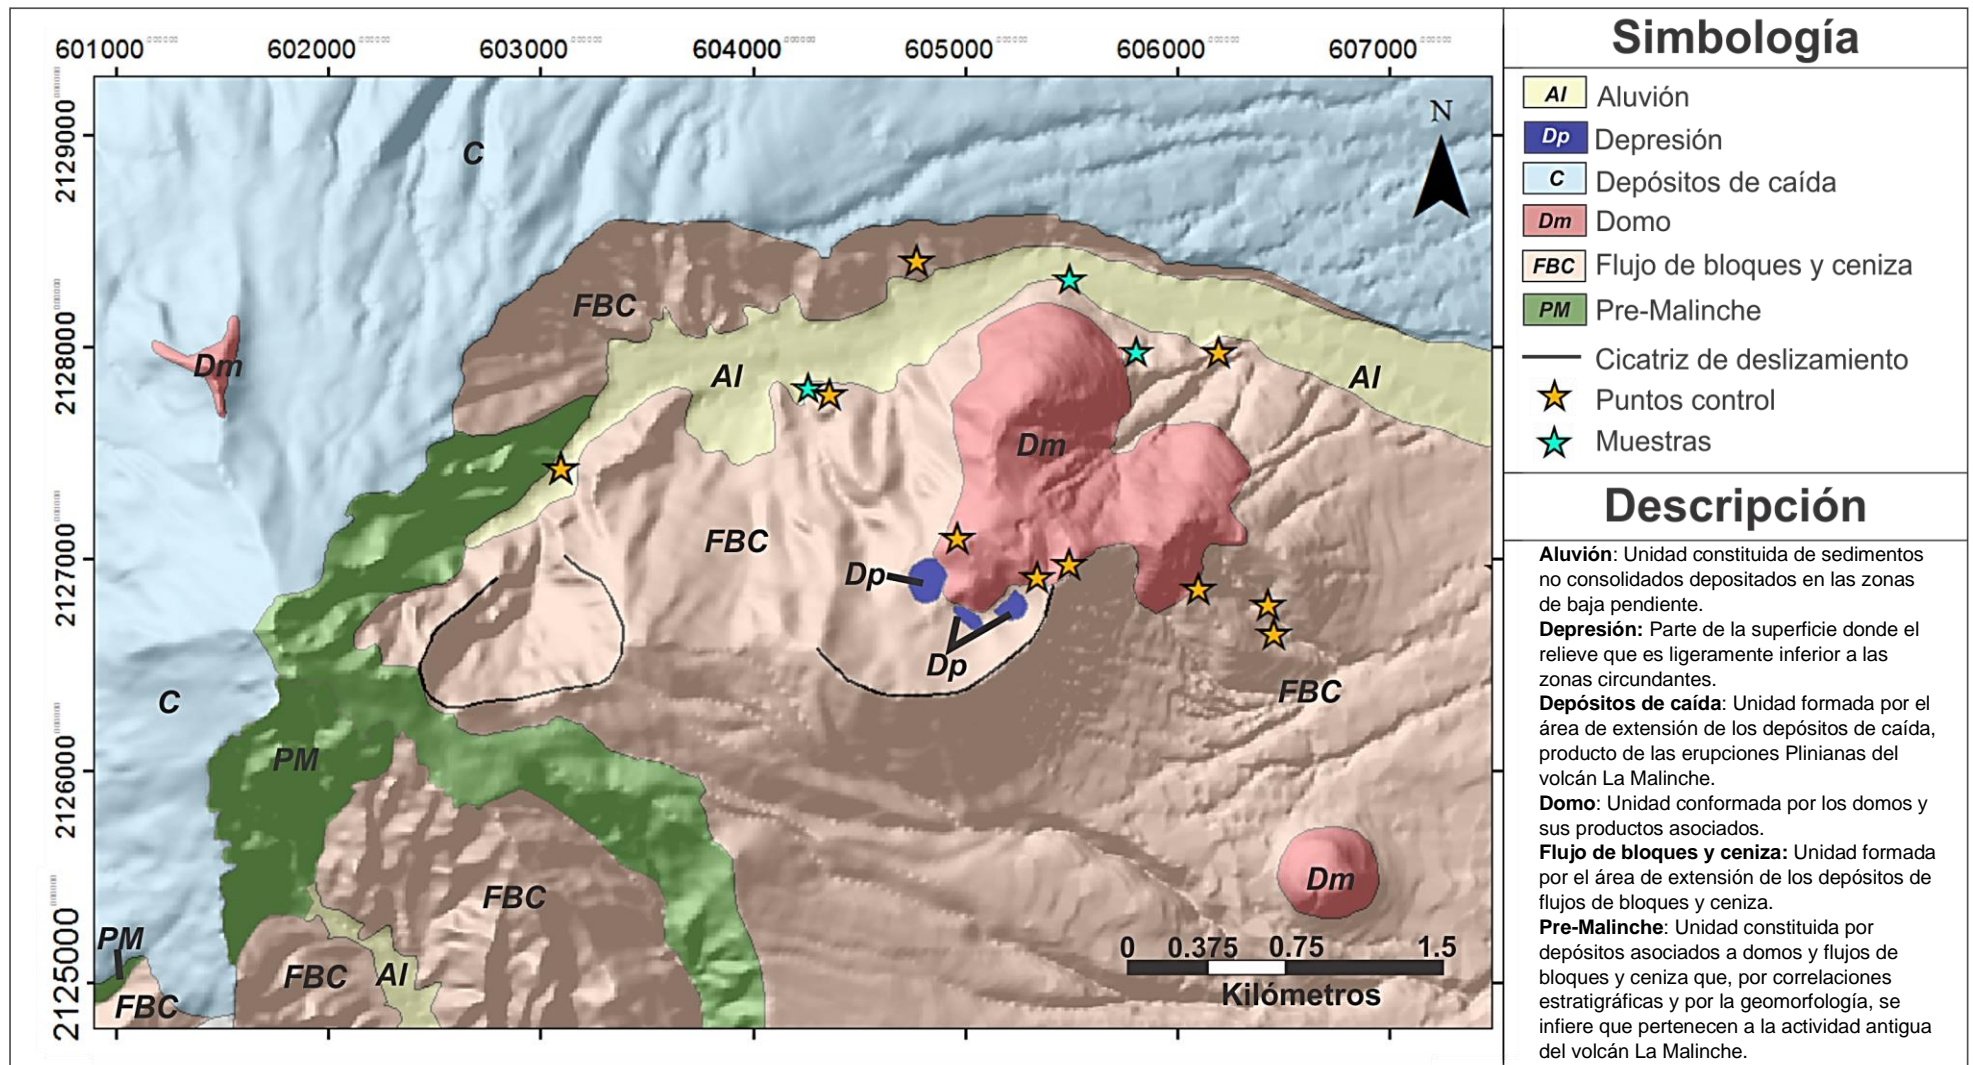 601000 602000 603000 604000 605000 606000 607000
2129000
2128000
2127000
2126000
2125000
N
C
FBC
Dm
Al
Al
Dm
FBC
Dp
Dp
FBC
C
PM
Dm
FBC
PM
FBC
Al
FBC
0 0.375 0.75 1.5
Kilómetros
Simbología
Al Aluvión
Dp Depresión
C Depósitos de caída
Dm Domo
FBC Flujo de bloques y ceniza
PM Pre-Malinche
Cicatriz de deslizamiento
Puntos control
Muestras
Descripción
Aluvión: Unidad constituida de sedimentos
no consolidados depositados en las zonas
de baja pendiente.
Depresión: Parte de la superficie donde el
relieve que es ligeramente inferior a las
zonas circundantes.
Depósitos de caída: Unidad formada por el
área de extensión de los depósitos de caída,
producto de las erupciones Plinianas del
volcán La Malinche.
Domo: Unidad conformada por los domos y
sus productos asociados.
Flujo de bloques y ceniza: Unidad formada
por el área de extensión de los depósitos de
flujos de bloques y ceniza.
Pre-Malinche: Unidad constituida por
depósitos asociados a domos y flujos de
bloques y ceniza que, por correlaciones
estratigráficas y por la geomorfología, se
infiere que pertenecen a la actividad antigua
del volcán La Malinche.